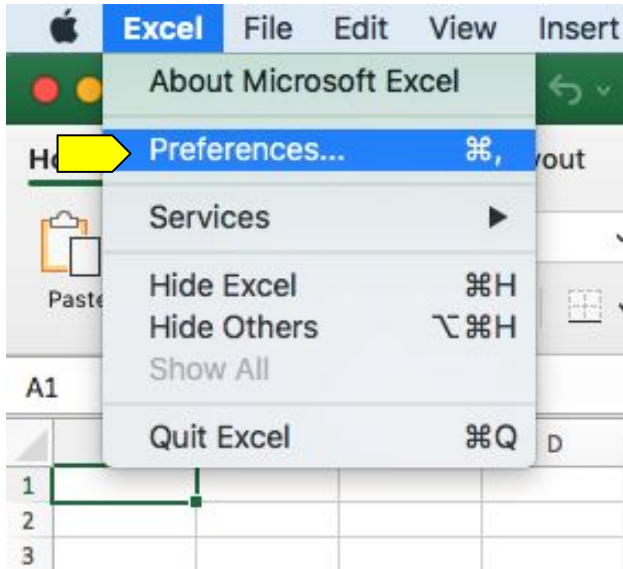 Excel File Edit View Insert
About Microsoft Excel
Preferences... ⌘,
Services
Paste
Hide Excel ⌘H
Hide Others ⌥⌘H
Show All
A1
Quit Excel ⌘Q
D
1
2
3